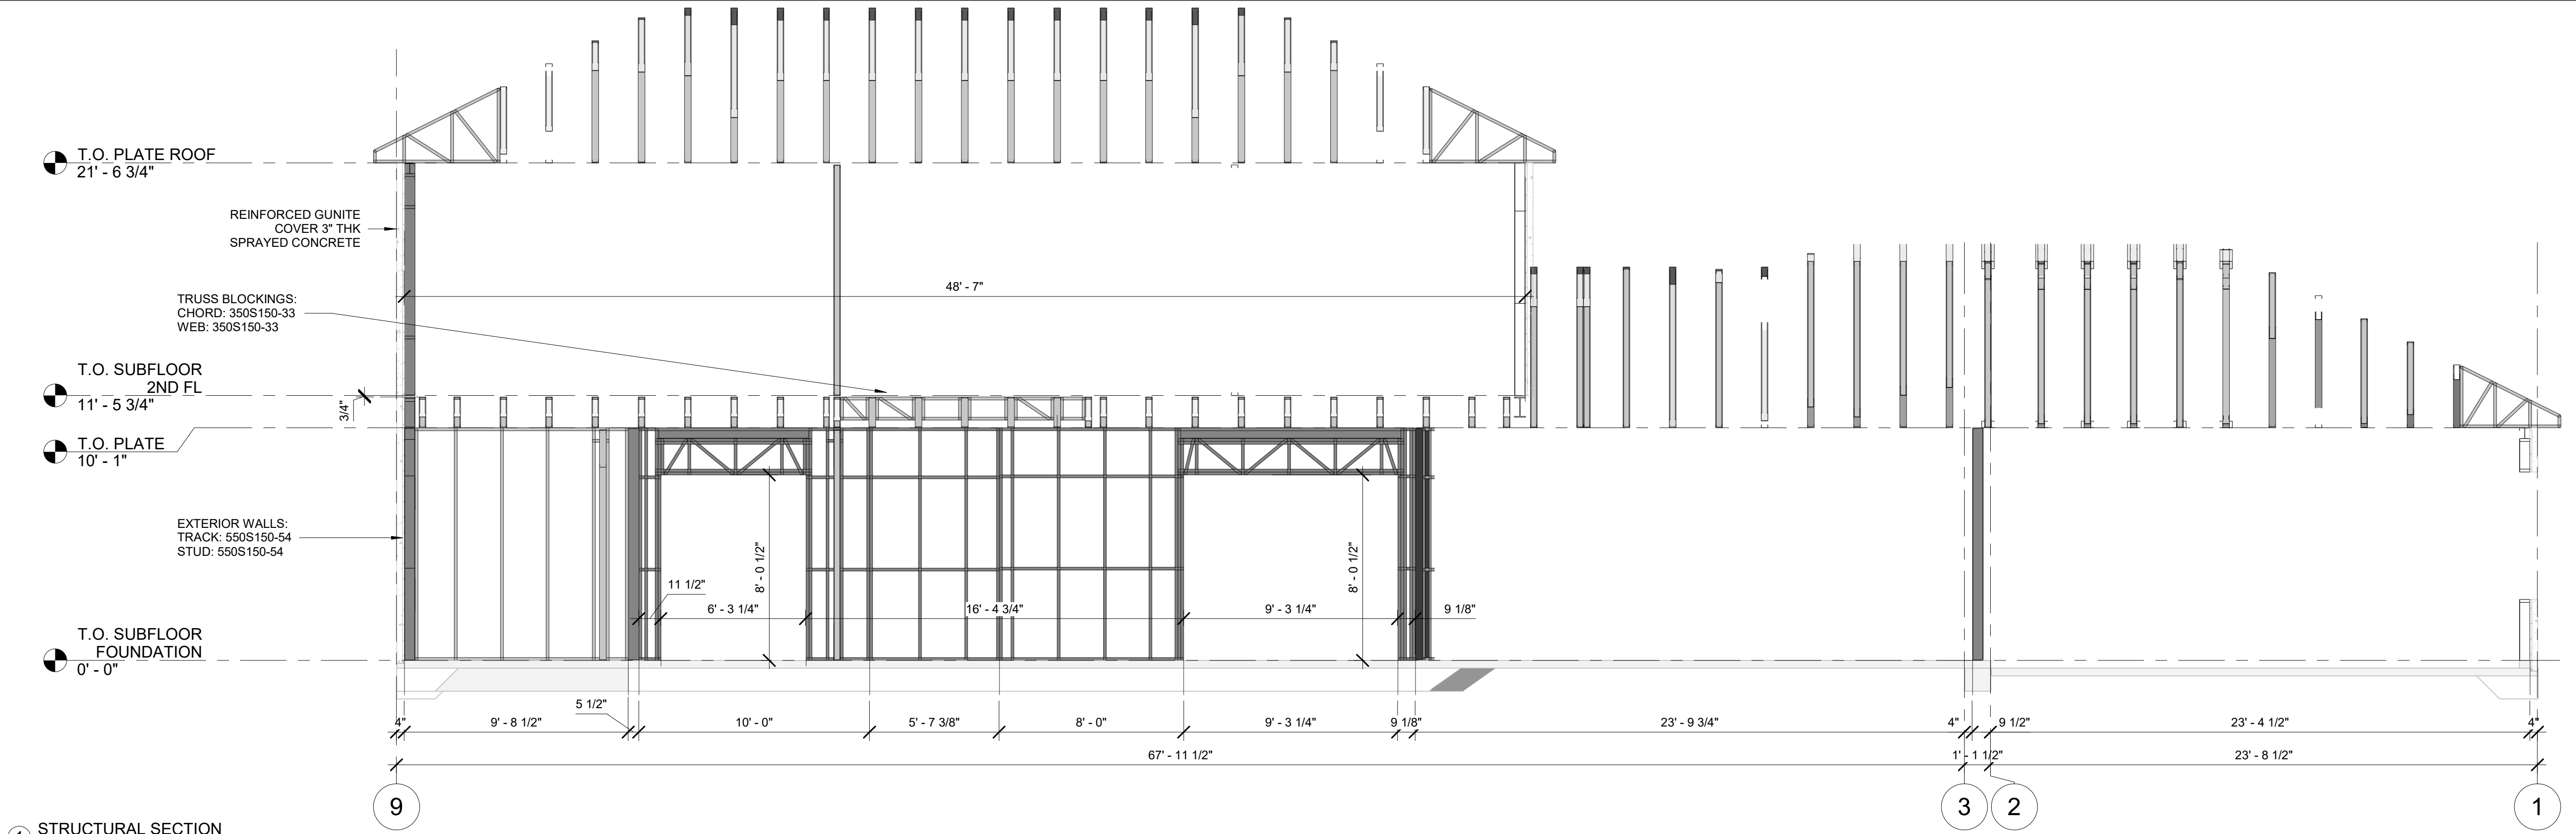 T.O. PLATE ROOF
21' - 6 3/4"
REINFORCED GUNITE
COVER 3" THK
SPRAYED CONCRETE
TRUSS BLOCKINGS:
CHORD: 350S150-33
WEB: 350S150-33
48' - 7"
T.O. SUBFLOOR
2ND FL
11' - 5 3/4"
3/4"
T.O. PLATE
10' - 1"
EXTERIOR WALLS:
TRACK: 550S150-54
STUD: 550S150-54
8' - 0 1/2"
8' - 0 1/2"
11 1/2"
6' - 3 1/4"
16' - 4 3/4"
9' - 3 1/4"
9 1/8"
T.O. SUBFLOOR
FOUNDATION
0' - 0"
4"
9' - 8 1/2"
5 1/2"
10' - 0"
5' - 7 3/8"
8' - 0"
9' - 3 1/4"
9 1/8"
23' - 9 3/4"
4"
9 1/2"
23' - 4 1/2"
4"
67' - 11 1/2"
1' - 1 1/2"
23' - 8 1/2"
9
3
2
1
STRUCTURAL SECTION